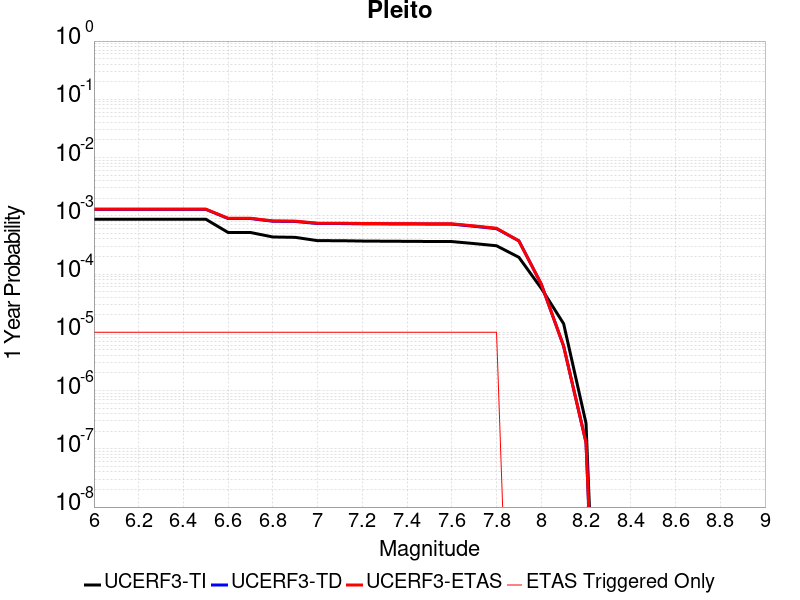 Pleito
1 Year Probability
10^0
10^-1
10^-2
10^-3
10^-4
10^-5
10^-6
10^-7
10^-8
6 6.2 6.4 6.6 6.8 7 7.2 7.4 7.6 7.8 8 8.2 8.4 8.6 8.8 9
Magnitude
UCERF3-TI UCERF3-TD UCERF3-ETAS ETAS Triggered Only